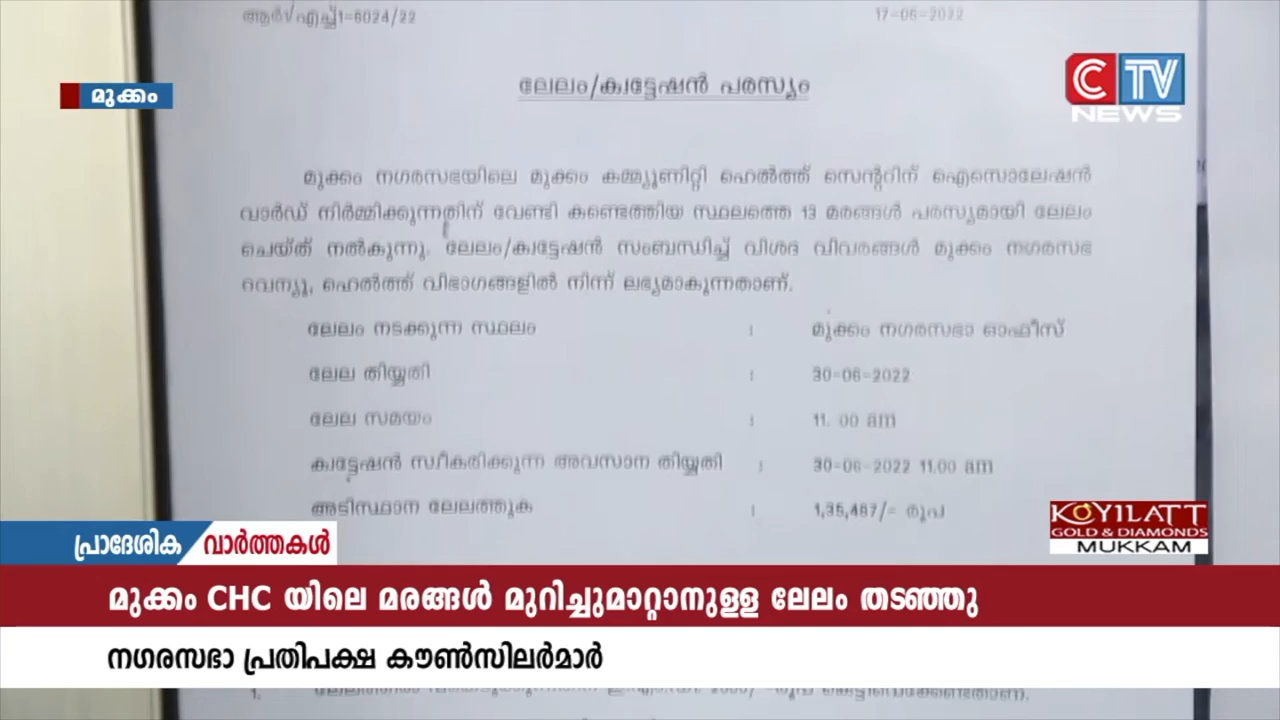 ആർ1/എച്ച്1-6024/22
17-06-2022
മുക്കം
C TV
NEWS
ലേലം/ക്വട്ടേഷൻ പരസ്യം
മുക്കം നഗരസഭയിലെ മുക്കം കമ്മ്യൂണിറ്റി ഹെൽത്ത് സെന്ററിന് ഐസൊലേഷൻ
വാർഡ് നിർമ്മിക്കുന്നതിന് വേണ്ടി കണ്ടെത്തിയ സ്ഥലത്തെ 13 മരങ്ങൾ പരസ്യമായി ലേലം
ചെയ്ത് നൽകുന്നു. ലേലം/ക്വട്ടേഷൻ സംബന്ധിച്ച് വിശദ വിവരങ്ങൾ മുക്കം നഗരസഭ
റവന്യൂ, ഹെൽത്ത് വിഭാഗങ്ങളിൽ നിന്ന് ലഭ്യമാകുന്നതാണ്.
ലേലം നടക്കുന്ന സ്ഥലം : മുക്കം നഗരസഭാ ഓഫീസ്
ലേല തിയ്യതി : 30-06-2022
ലേല സമയം : 11. 00 am
ക്വട്ടേഷൻ സ്വീകരിക്കുന്ന അവസാന തിയ്യതി : 30-06-2022 11.00 am
അടിസ്ഥാന ലേലത്തുക : 1,35,467/= രൂപ
KOYILATT
GOLD & DIAMONDS
MUKKAM
പ്രാദേശിക വാർത്തകൾ
മുക്കം CHC യിലെ മരങ്ങൾ മുറിച്ചുമാറ്റാനുള്ള ലേലം തടഞ്ഞു
നഗരസഭാ പ്രതിപക്ഷ കൗൺസിലർമാർ
1.